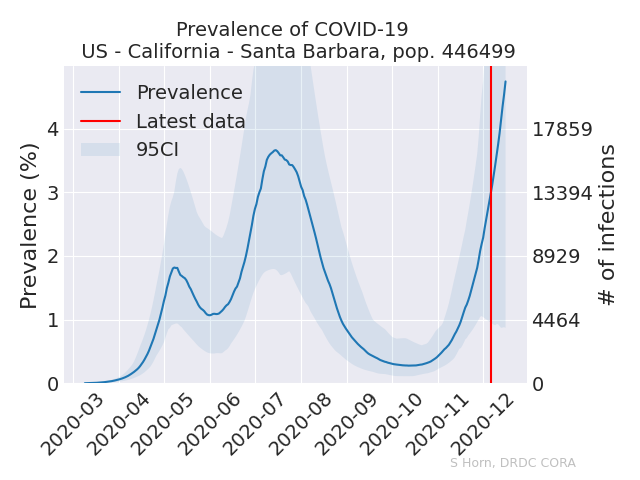 Prevalence of COVID-19
US - California - Santa Barbara, pop. 446499
Prevalence
Latest data
95CI
Prevalence (%)
4
3
2
1
0
17859
13394
8929
4464
0
# of infections
2020-03
2020-04
2020-05
2020-06
2020-07
2020-08
2020-09
2020-10
2020-11
2020-12
S Horn, DRDC CORA